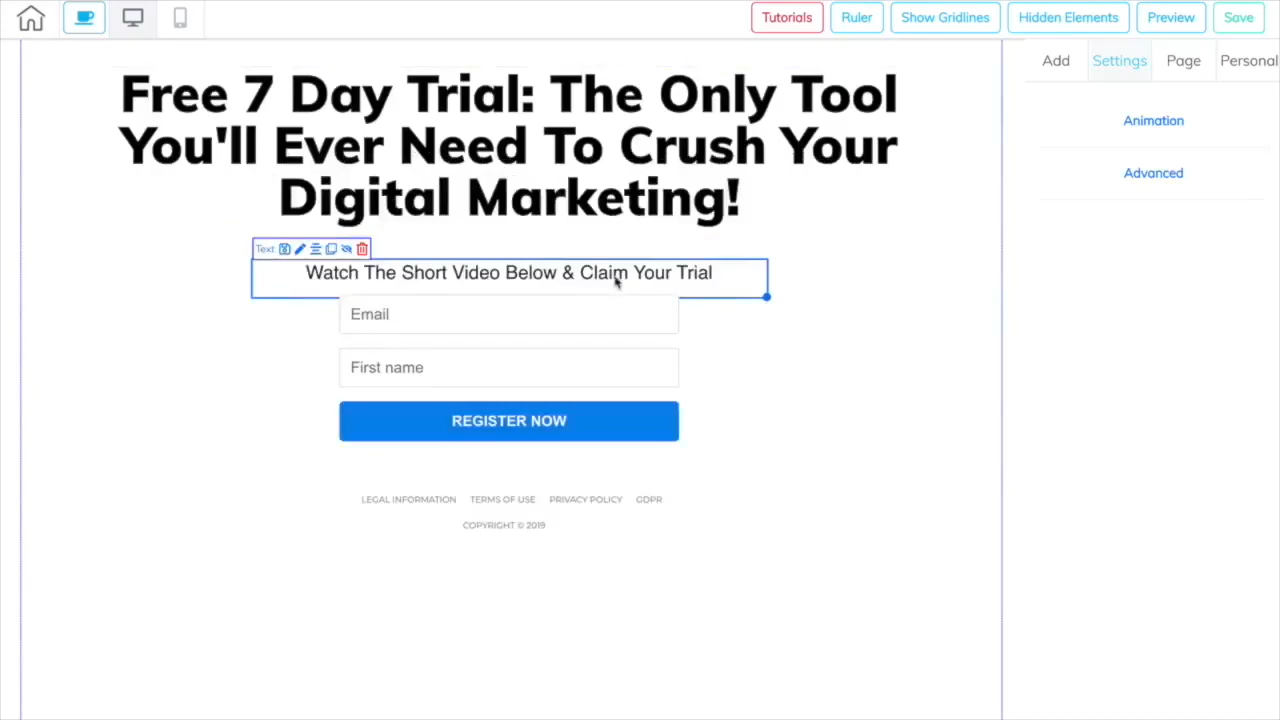 Tutorials Ruler Show Gridlines Hidden Elements Preview Save
Add Settings Page Personal
Animation
Advanced
Free 7 Day Trial: The Only Tool
You'll Ever Need To Crush Your
Digital Marketing!
Text
Watch The Short Video Below & Claim Your Trial
Email
First name
REGISTER NOW
LEGAL INFORMATION TERMS OF USE PRIVACY POLICY GDPR
COPYRIGHT © 2019